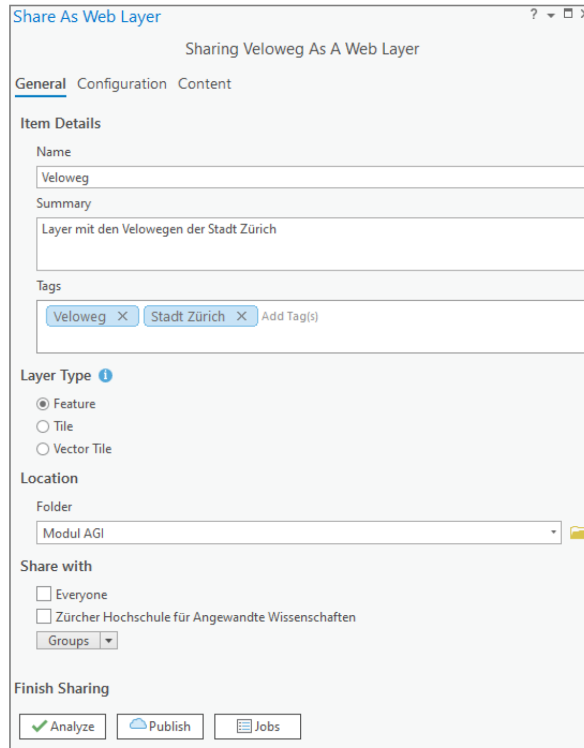 Share As Web Layer
Sharing Veloweg As A Web Layer
General Configuration Content
Item Details
Name
Veloweg
Summary
Layer mit den Velowegen der Stadt Zürich
Tags
Veloweg Stadt Zürich Add Tag(s)
Layer Type
Feature
Tile
Vector Tile
Location
Folder
Modul AGI
Share with
Everyone
Zürcher Hochschule für Angewandte Wissenschaften
Groups
Finish Sharing
Analyze Publish Jobs